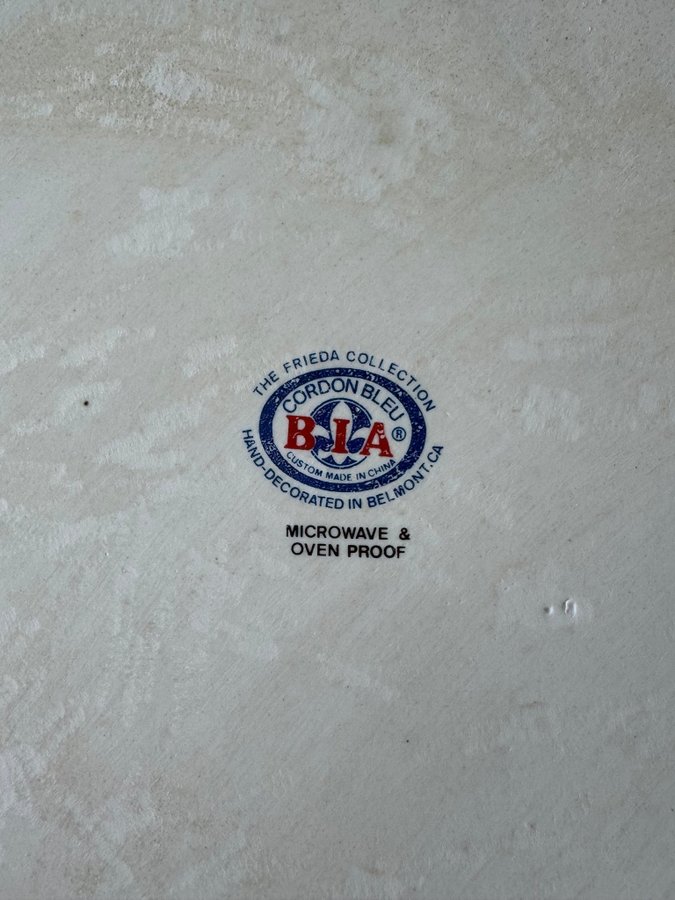 THE FRIEDA COLLECTION
CORDON BLEU
BIA®
CUSTOM MADE IN CHINA
HAND-DECORATED IN BELMONT, CA
MICROWAVE &
OVEN PROOF